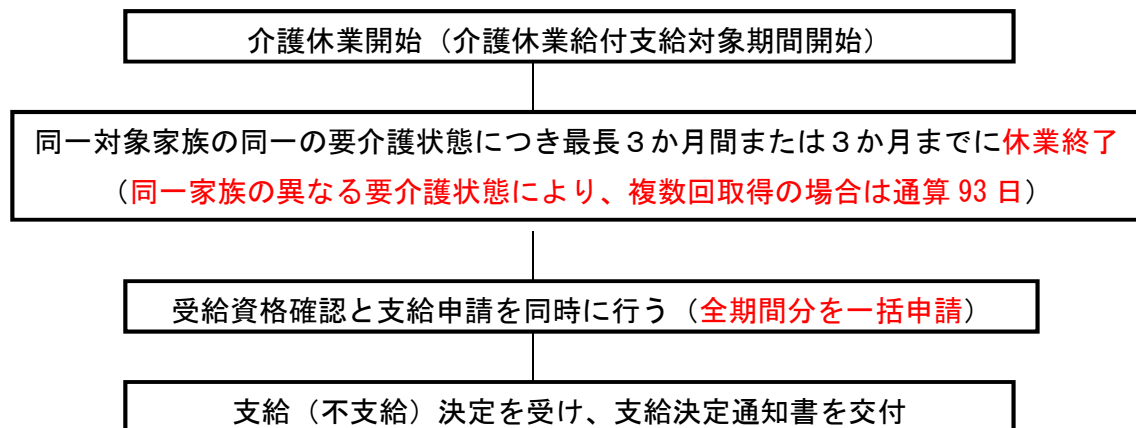 介護休業開始（介護休業給付支給対象期間開始）
同一対象家族の同一の要介護状態につき最長３か月間または３か月までに休業終了
（同一家族の異なる要介護状態により、複数回取得の場合は通算 93 日）
受給資格確認と支給申請を同時に行う（全期間分を一括申請）
支給（不支給）決定を受け、支給決定通知書を交付